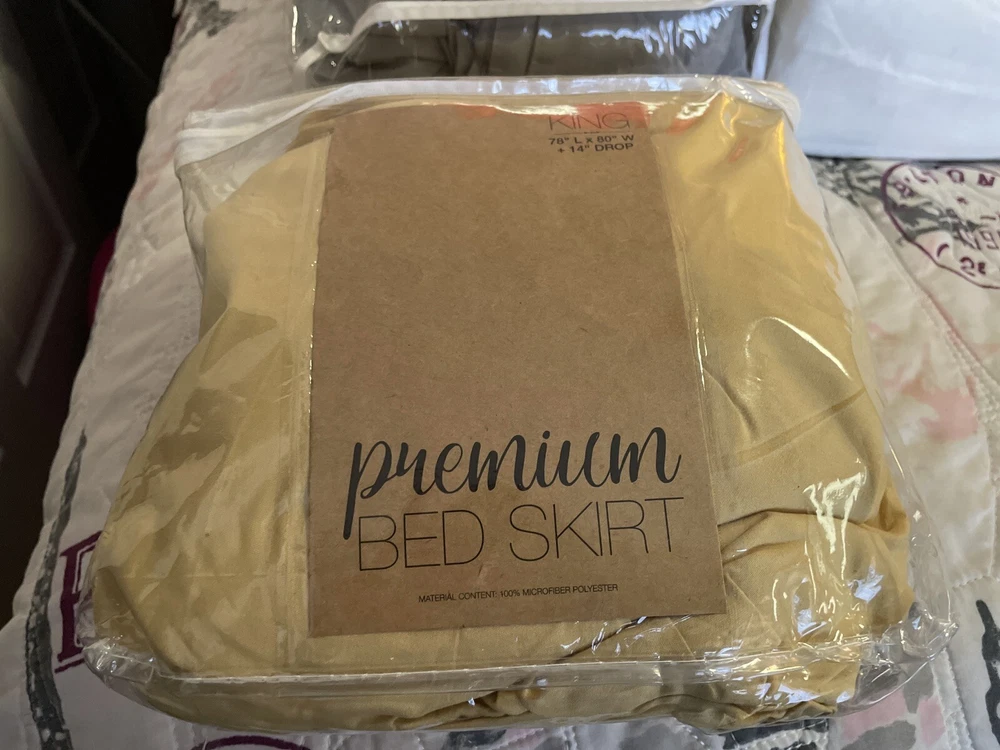 KING
78" L x 80" W
+ 14" DROP
premium
BED SKIRT
MATERIAL CONTENT: 100% MICROFIBER POLYESTER